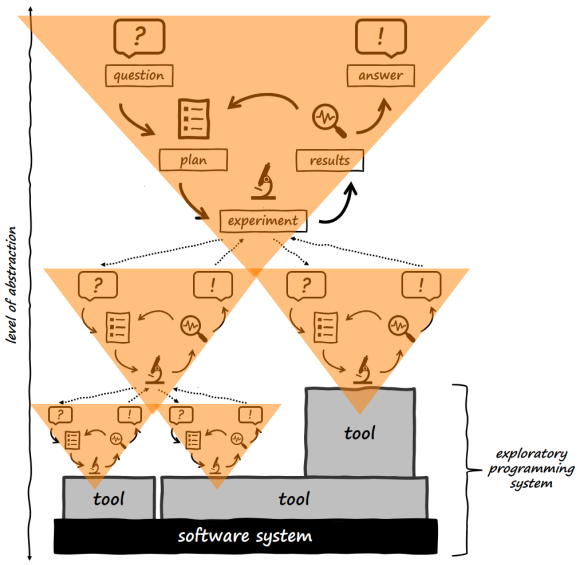 ?
!
question
answer
plan
results
experiment
level of abstraction
?
!
?
!
?
!
?
!
tool
exploratory
programming
system
tool
tool
software system